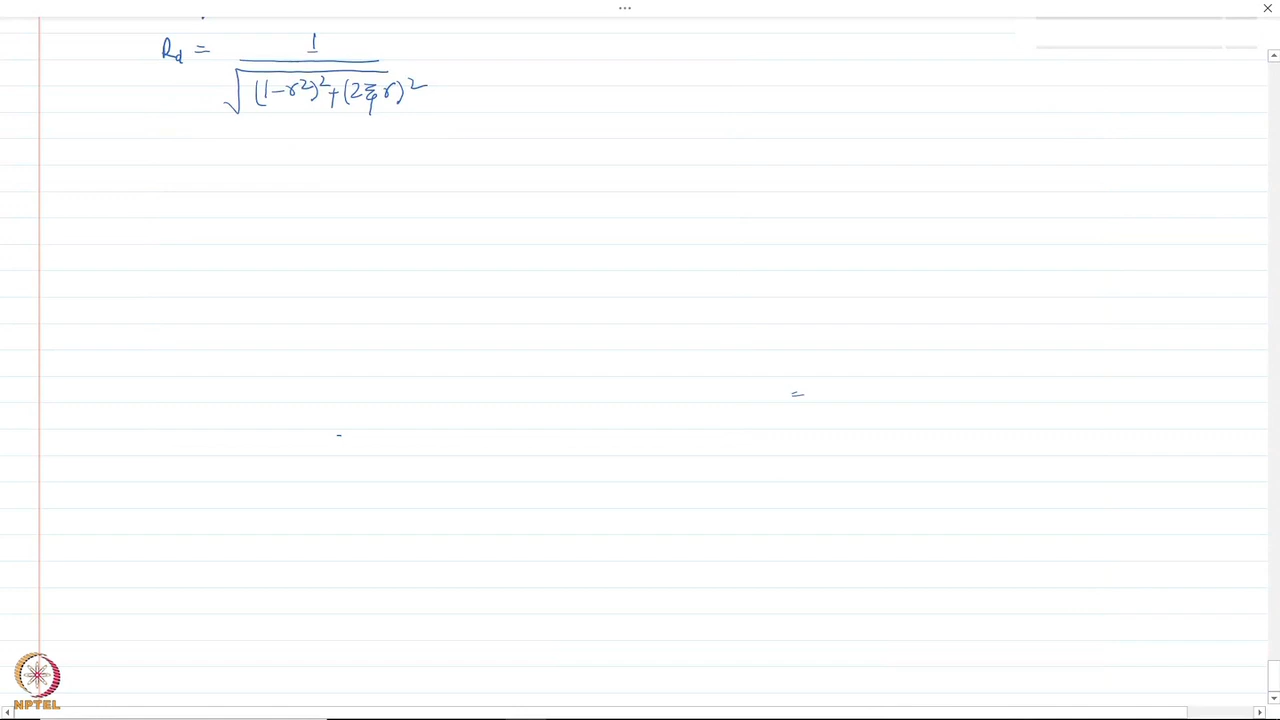 R_d = 1 / √((1-r²)² + (2ξr)²)
=
-
NPTEL